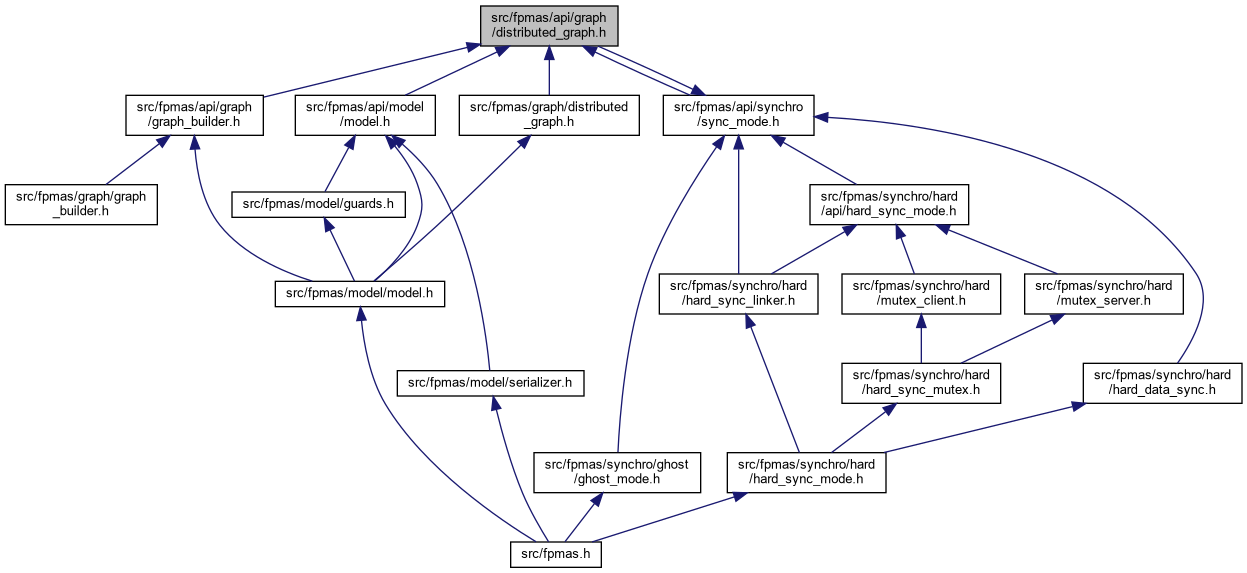 src/fpmas/api/graph
/distributed_graph.h
src/fpmas/api/graph
/graph_builder.h
src/fpmas/api/model
/model.h
src/fpmas/graph/distributed
_graph.h
src/fpmas/api/synchro
/sync_mode.h
src/fpmas/graph/graph
_builder.h
src/fpmas/model/guards.h
src/fpmas/synchro/hard
/api/hard_sync_mode.h
src/fpmas/model/model.h
src/fpmas/synchro/hard
/hard_sync_linker.h
src/fpmas/synchro/hard
/mutex_client.h
src/fpmas/synchro/hard
/mutex_server.h
src/fpmas/model/serializer.h
src/fpmas/synchro/hard
/hard_sync_mutex.h
src/fpmas/synchro/hard
/hard_data_sync.h
src/fpmas/synchro/ghost
/ghost_mode.h
src/fpmas/synchro/hard
/hard_sync_mode.h
src/fpmas.h